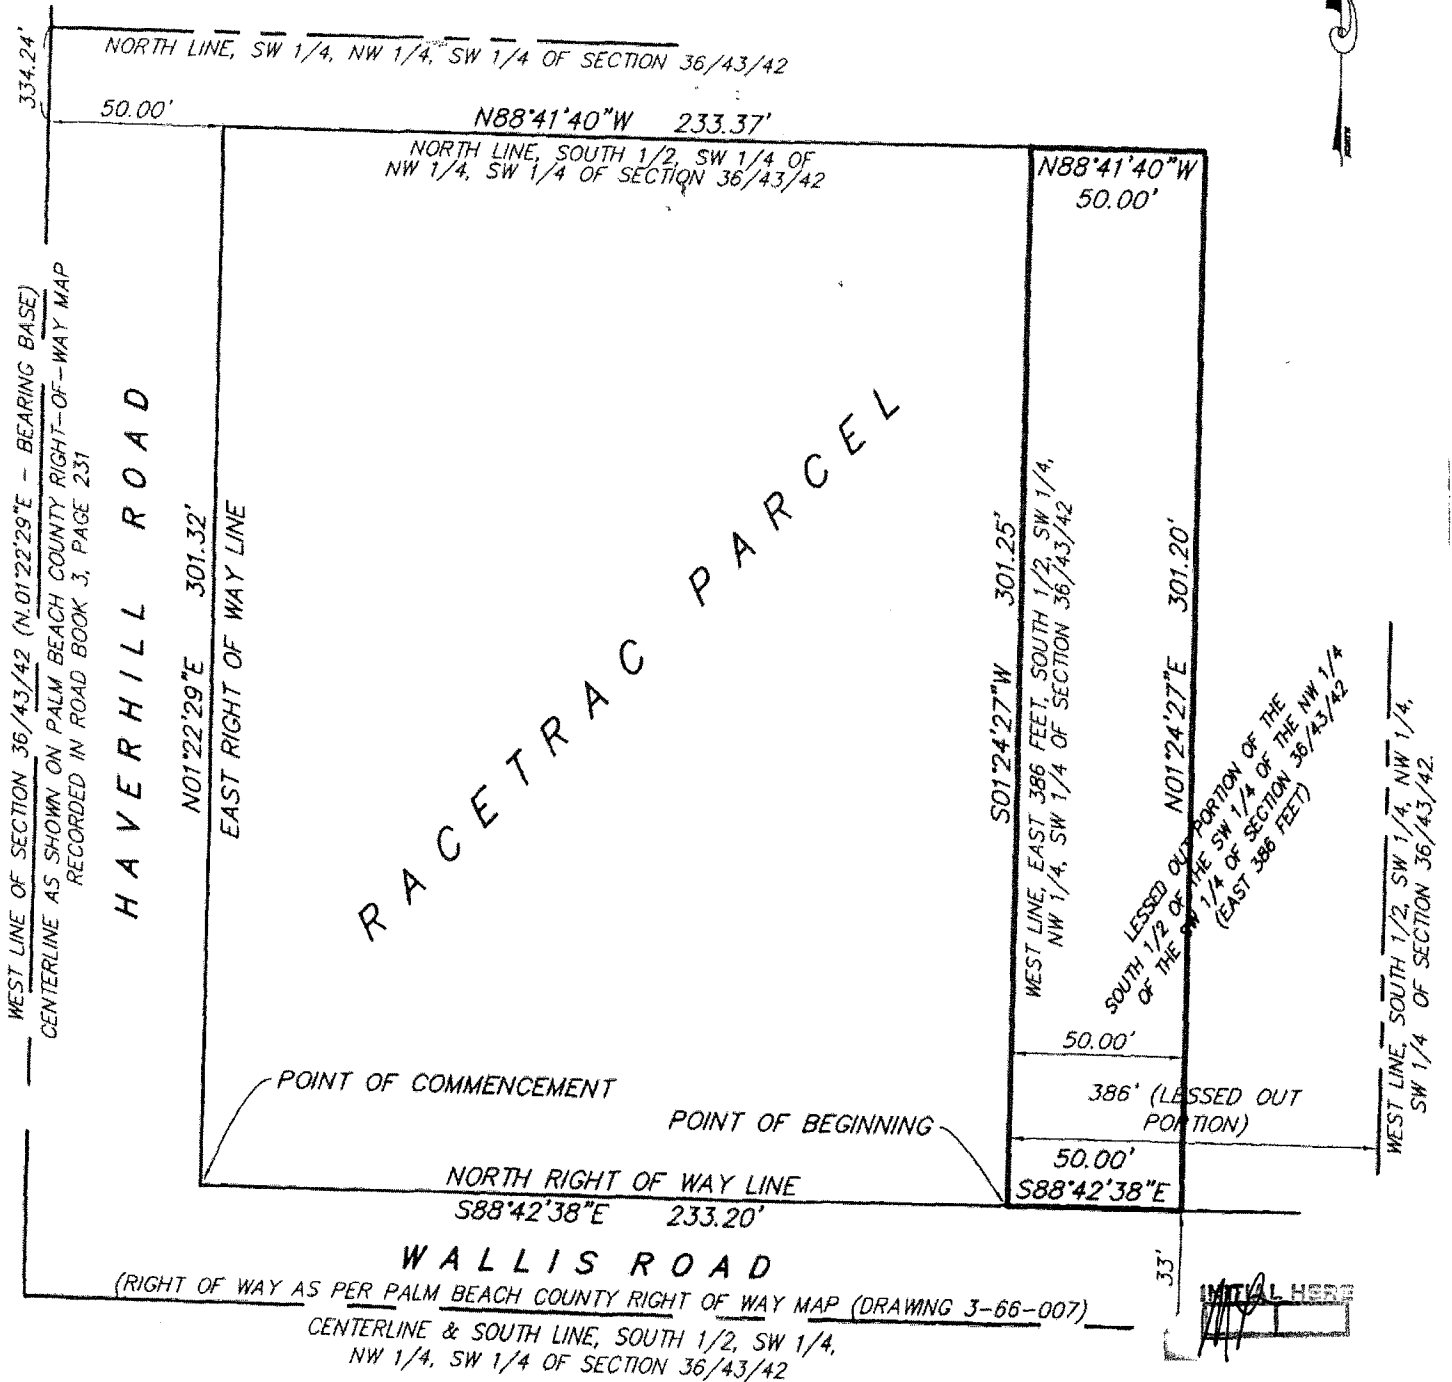 334.24'
NORTH LINE, SW 1/4, NW 1/4, SW 1/4 OF SECTION 36/43/42
50.00'
N88°41'40"W 233.37'
NORTH LINE, SOUTH 1/2, SW 1/4 OF
NW 1/4, SW 1/4 OF SECTION 36/43/42
N88°41'40"W
50.00'
WEST LINE OF SECTION 36/43/42 (N.01°22'29"E - BEARING BASE)
CENTERLINE AS SHOWN ON PALM BEACH COUNTY RIGHT-OF-WAY MAP
RECORDED IN ROAD BOOK 3, PAGE 231
HAVERHILL ROAD
N01°22'29"E 301.32'
EAST RIGHT OF WAY LINE
RACETRAC PARCEL
S01°24'27"W 301.25'
WEST LINE, EAST 386 FEET, SOUTH 1/2, SW 1/4,
NW 1/4, SW 1/4 OF SECTION 36/43/42
N01°24'27"E 301.20'
LESSED OUT PORTION OF THE
SOUTH 1/2 OF THE SW 1/4 OF THE NW 1/4
OF THE SW 1/4 OF SECTION 36/43/42
(EAST 386 FEET)
WEST LINE, SOUTH 1/2, SW 1/4, NW 1/4,
SW 1/4 OF SECTION 36/43/42.
50.00'
POINT OF COMMENCEMENT
386' (LESSED OUT
PORTION)
POINT OF BEGINNING
50.00'
S88°42'38"E
NORTH RIGHT OF WAY LINE
S88°42'38"E 233.20'
WALLIS ROAD
33'
(RIGHT OF WAY AS PER PALM BEACH COUNTY RIGHT OF WAY MAP (DRAWING 3-66-007)
CENTERLINE & SOUTH LINE, SOUTH 1/2, SW 1/4,
NW 1/4, SW 1/4 OF SECTION 36/43/42
INITIAL HERE